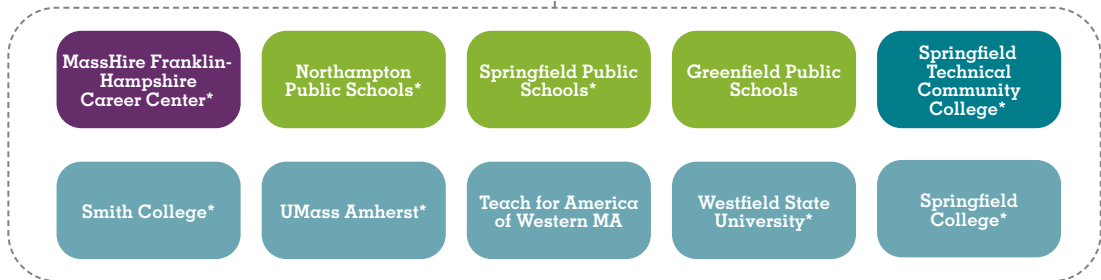 MassHire Franklin-
Hampshire
Career Center*
Northampton
Public Schools*
Springfield Public
Schools*
Greenfield Public
Schools
Springfield
Technical
Community
College*
Smith College*
UMass Amherst*
Teach for America
of Western MA
Westfield State
University*
Springfield
College*